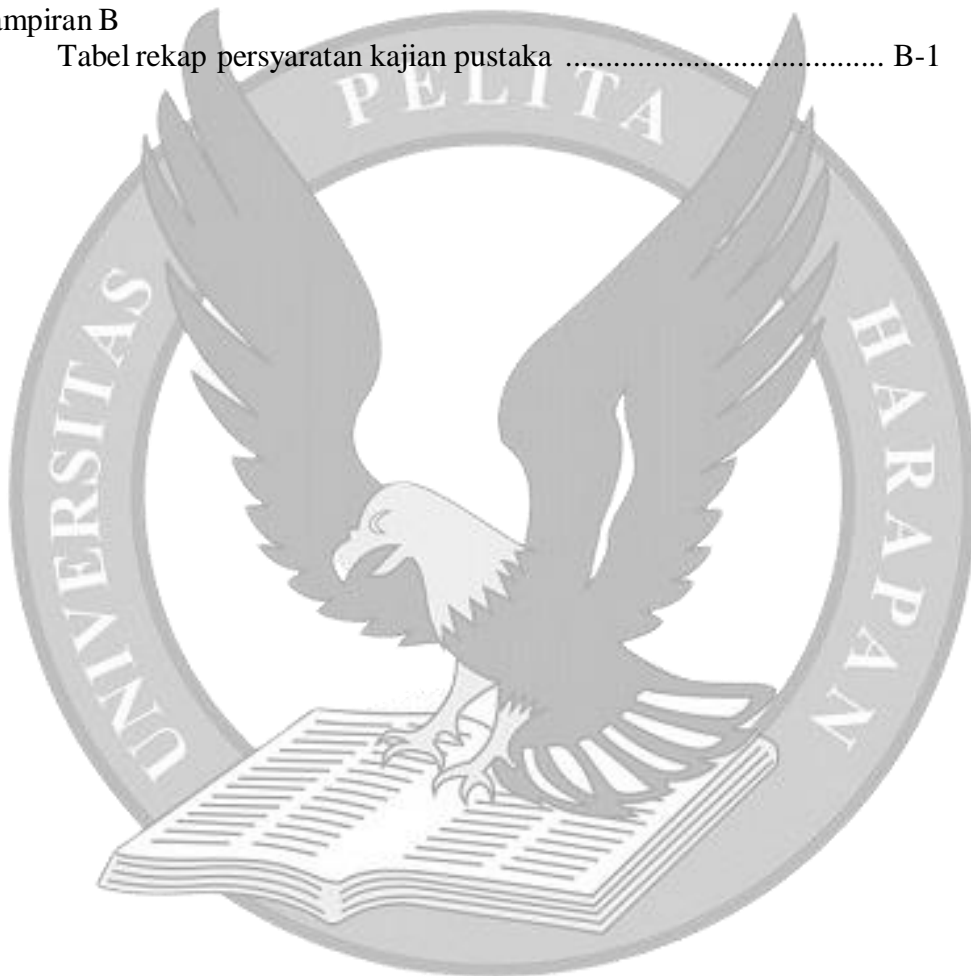 ampiran B
Tabel rekap persyaratan kajian pustaka ........................................ B-1
UNIVERSITAS PELITA HARAPAN